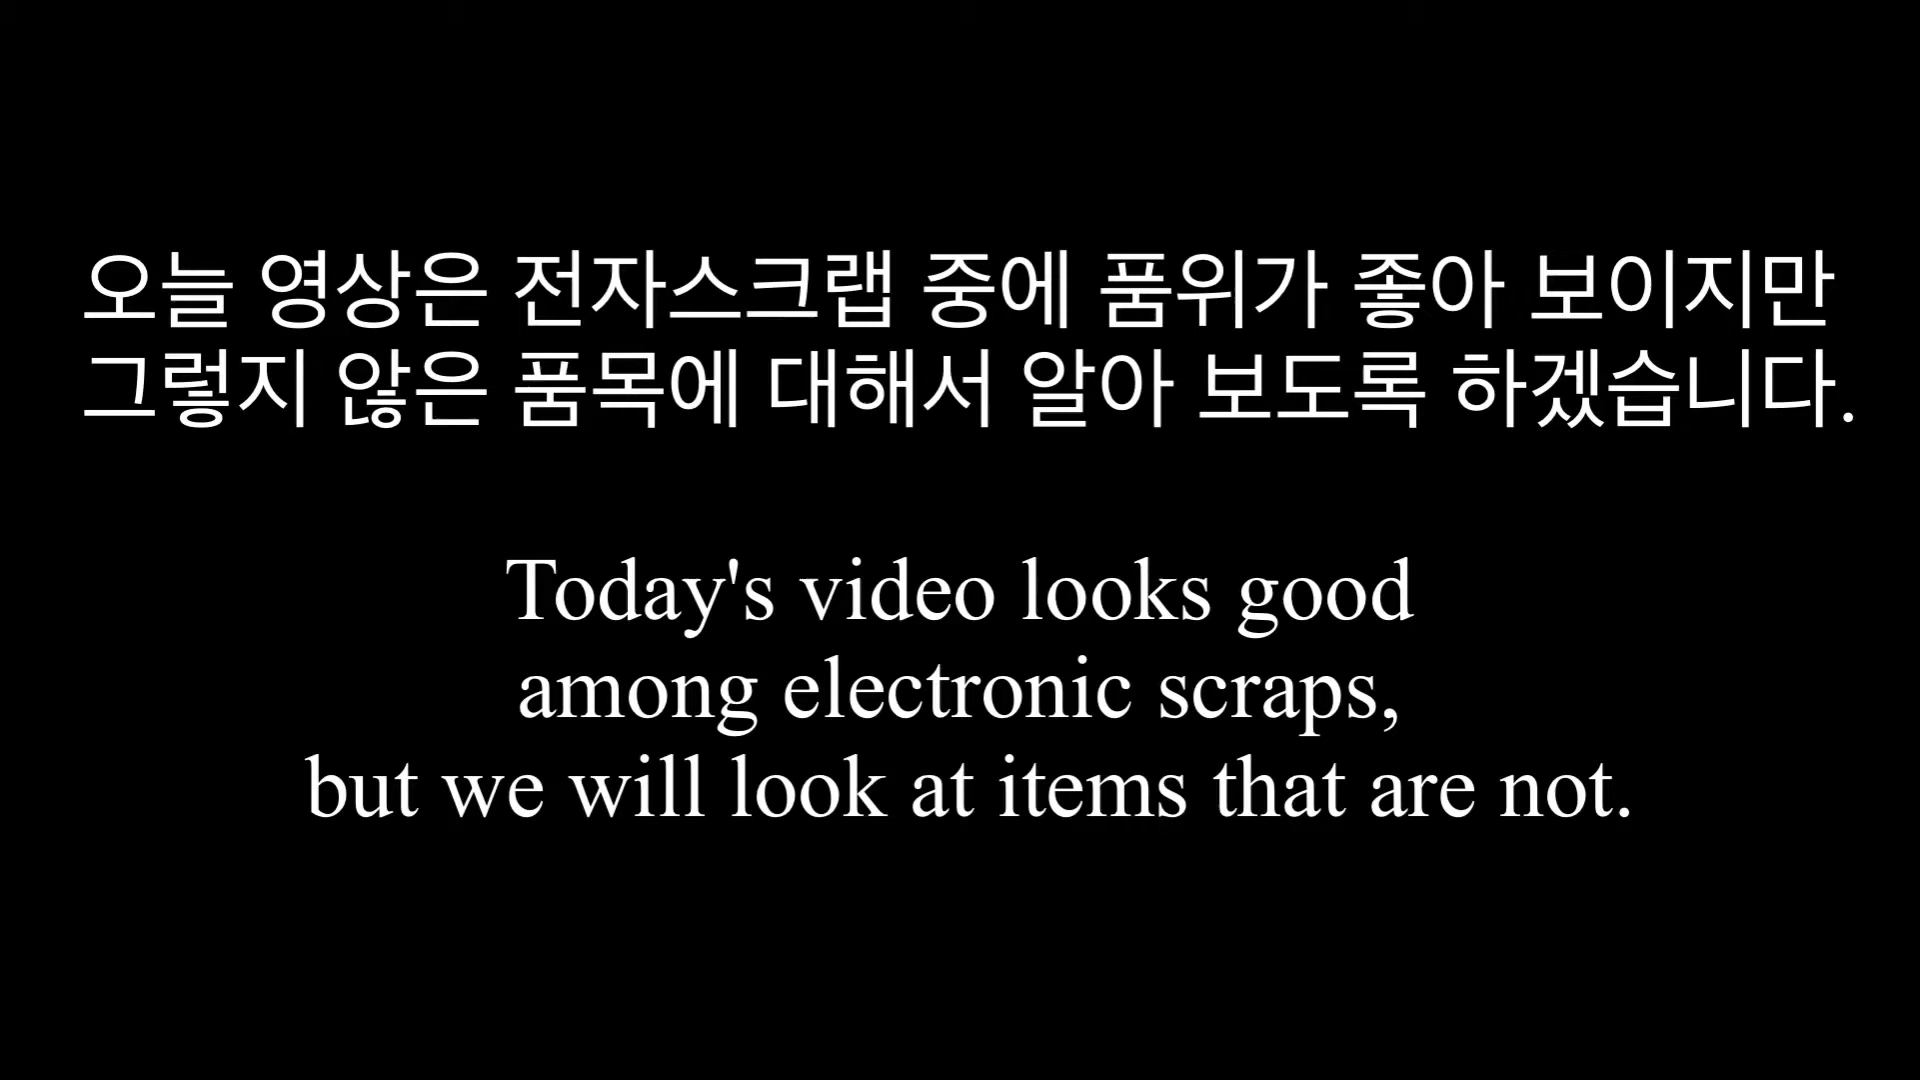 오늘 영상은 전자스크랩 중에 품위가 좋아 보이지만
그렇지 않은 품목에 대해서 알아 보도록 하겠습니다.
Today's video looks good
among electronic scraps,
but we will look at items that are not.